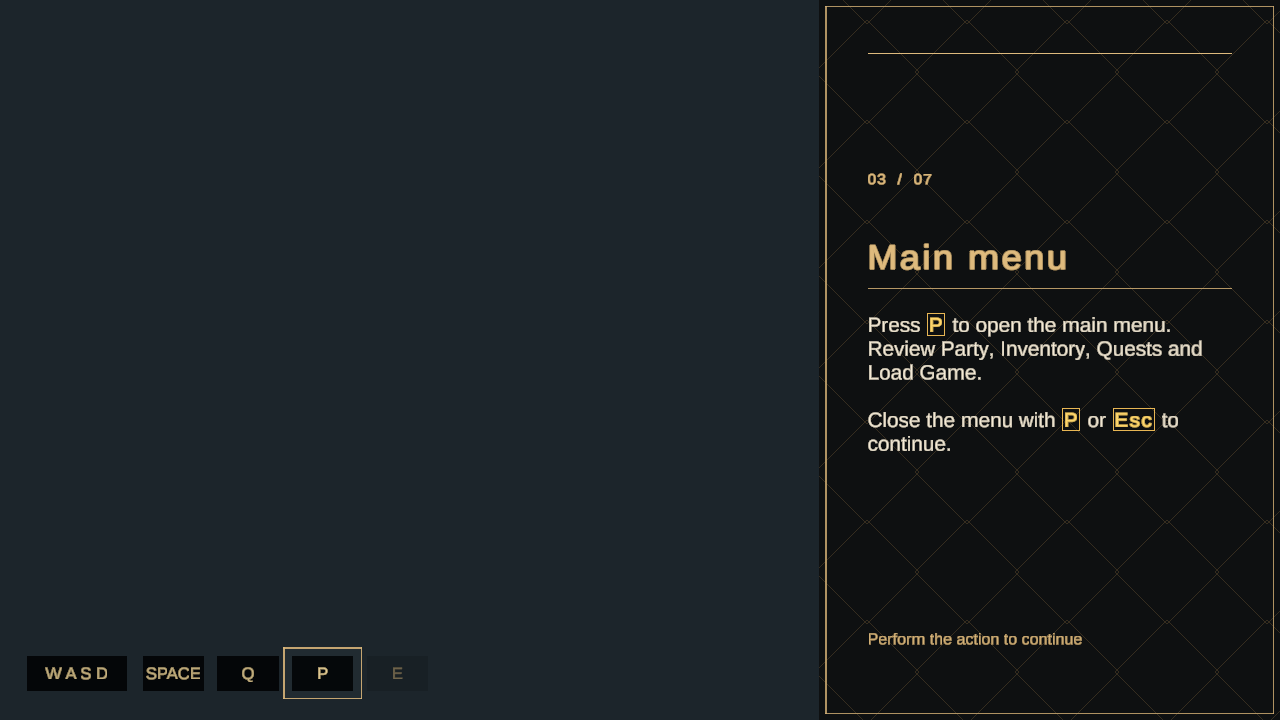 03 / 07
Main menu
Press P to open the main menu.
Review Party, Inventory, Quests and
Load Game.
Close the menu with P or Esc to
continue.
Perform the action to continue
WASD SPACE Q P E